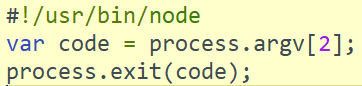 #!/usr/bin/node
var code = process.argv[2];
process.exit(code);